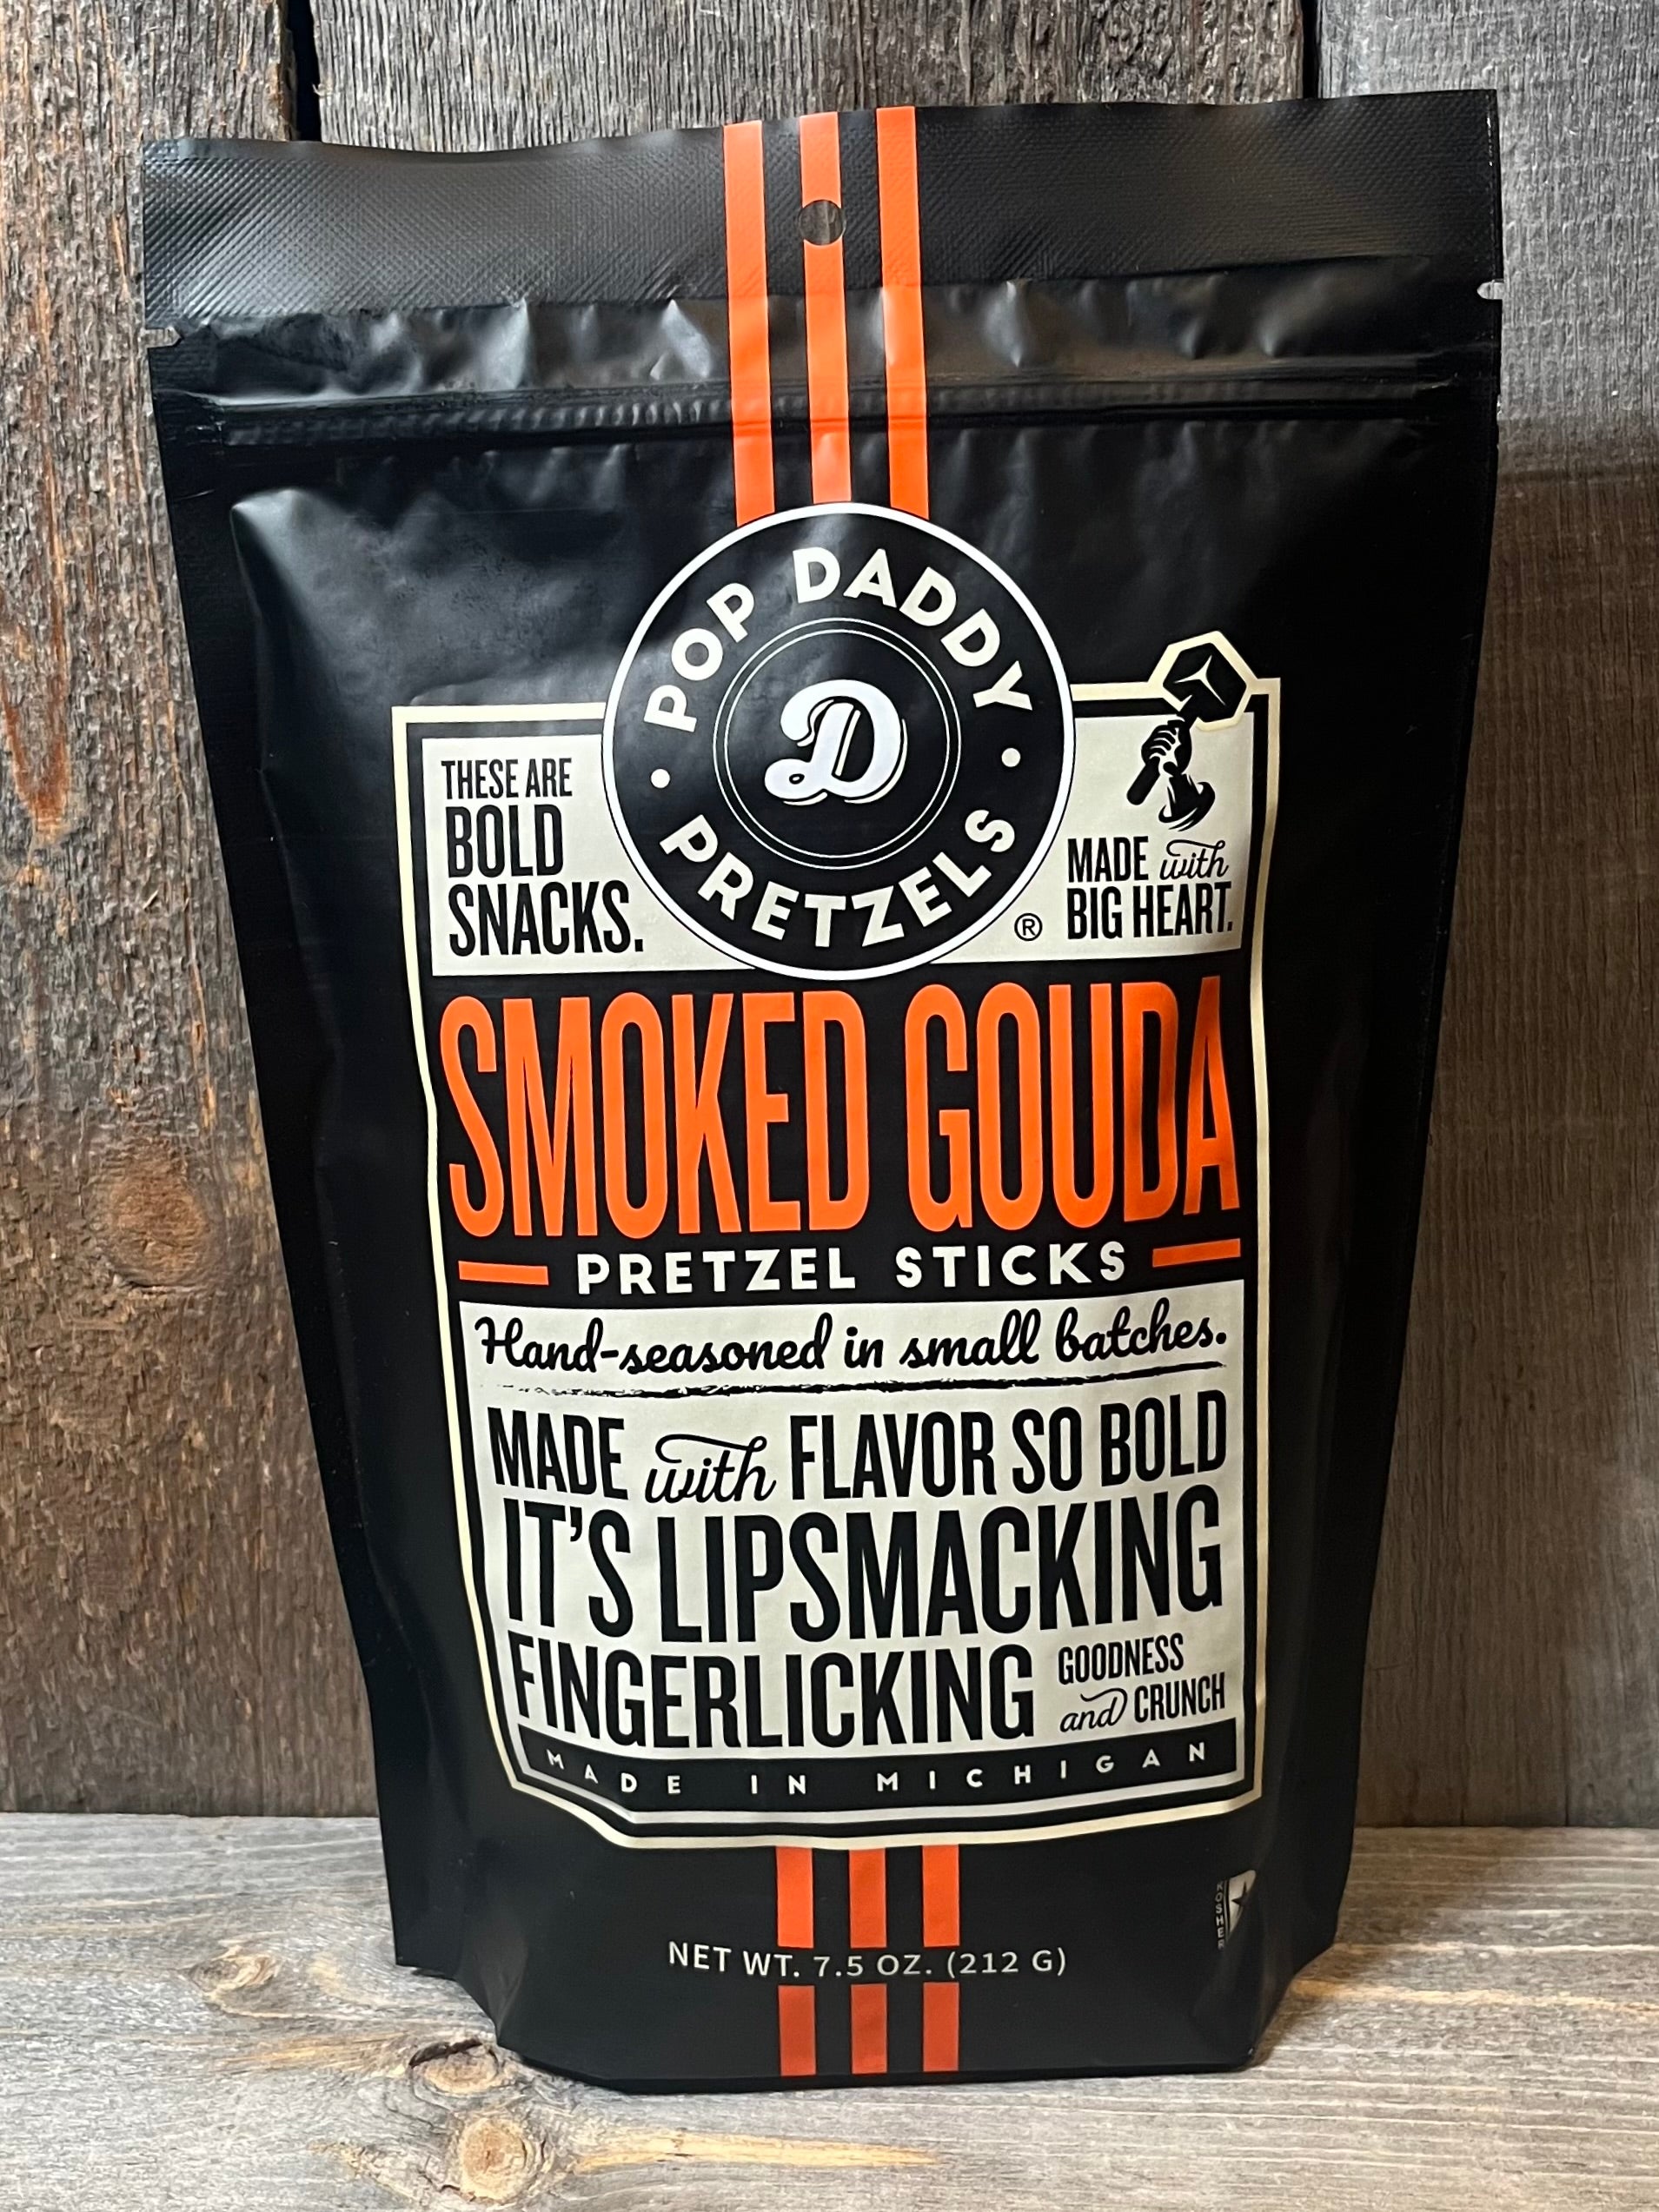 POP DADDY
D
PRETZELS
®
THESE ARE
BOLD
SNACKS.
MADE with
BIG HEART.
SMOKED GOUDA
PRETZEL STICKS
Hand-seasoned in small batches.
MADE with FLAVOR SO BOLD
IT'S LIPSMACKING
FINGERLICKING
GOODNESS
and CRUNCH
MADE IN MICHIGAN
KOSHER
NET WT. 7.5 OZ. (212 G)